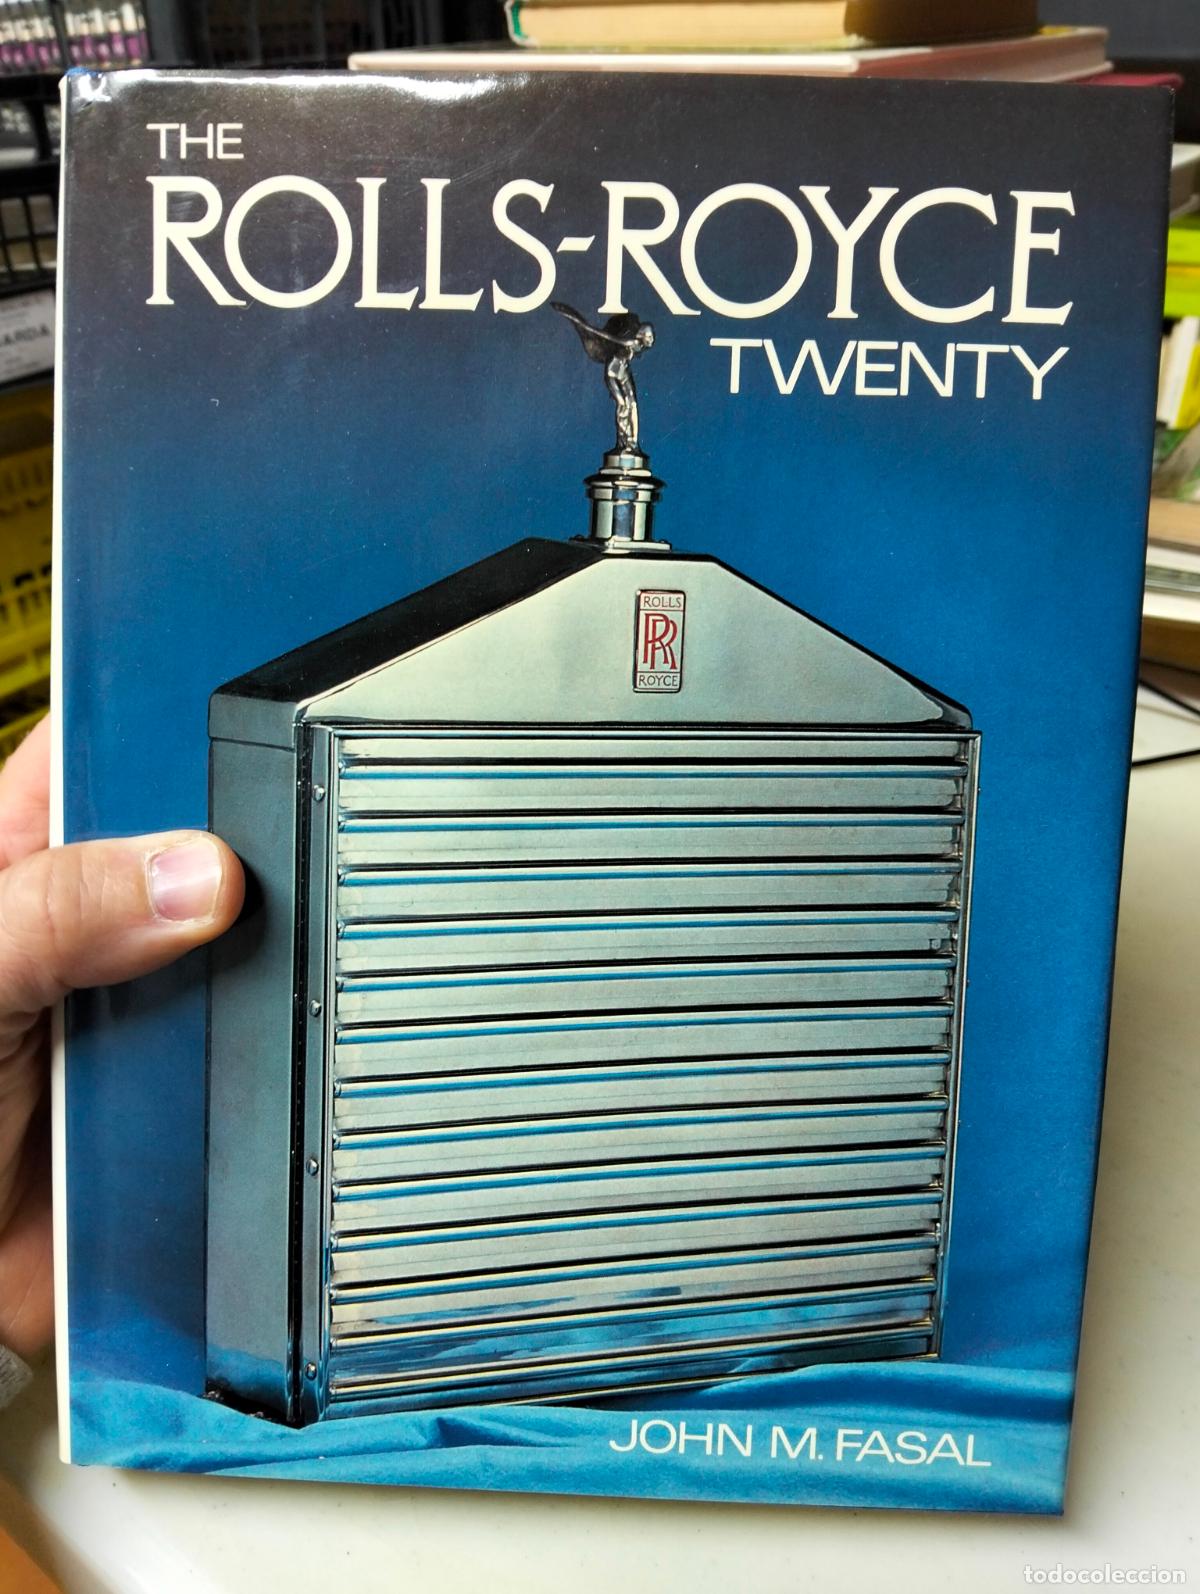 THE
ROLLS-ROYCE
TWENTY
ROLLS
RR
ROYCE
JOHN M. FASAL
todocoleccion